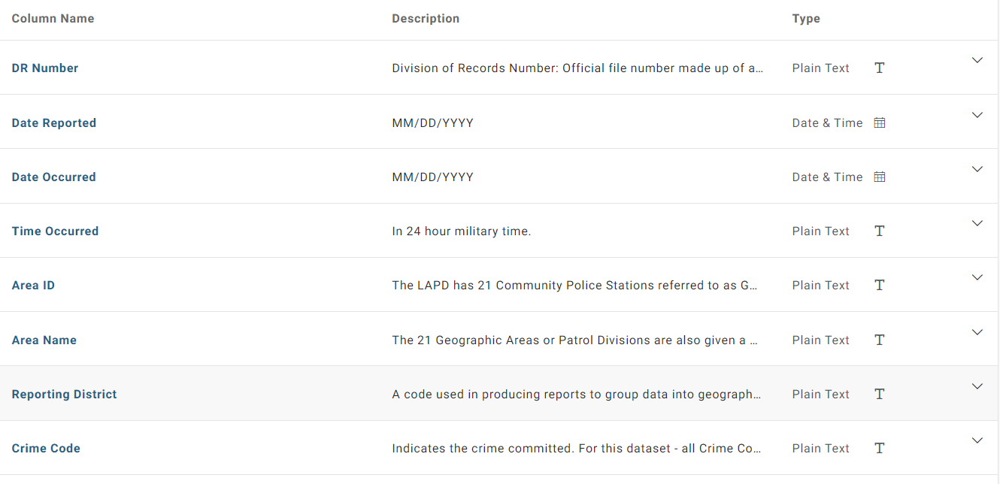 Column Name Description Type
DR Number Division of Records Number: Official file number made up of a... Plain Text
Date Reported MM/DD/YYYY Date & Time
Date Occurred MM/DD/YYYY Date & Time
Time Occurred In 24 hour military time. Plain Text
Area ID The LAPD has 21 Community Police Stations referred to as G... Plain Text
Area Name The 21 Geographic Areas or Patrol Divisions are also given a ... Plain Text
Reporting District A code used in producing reports to group data into geograph... Plain Text
Crime Code Indicates the crime committed. For this dataset - all Crime Co... Plain Text